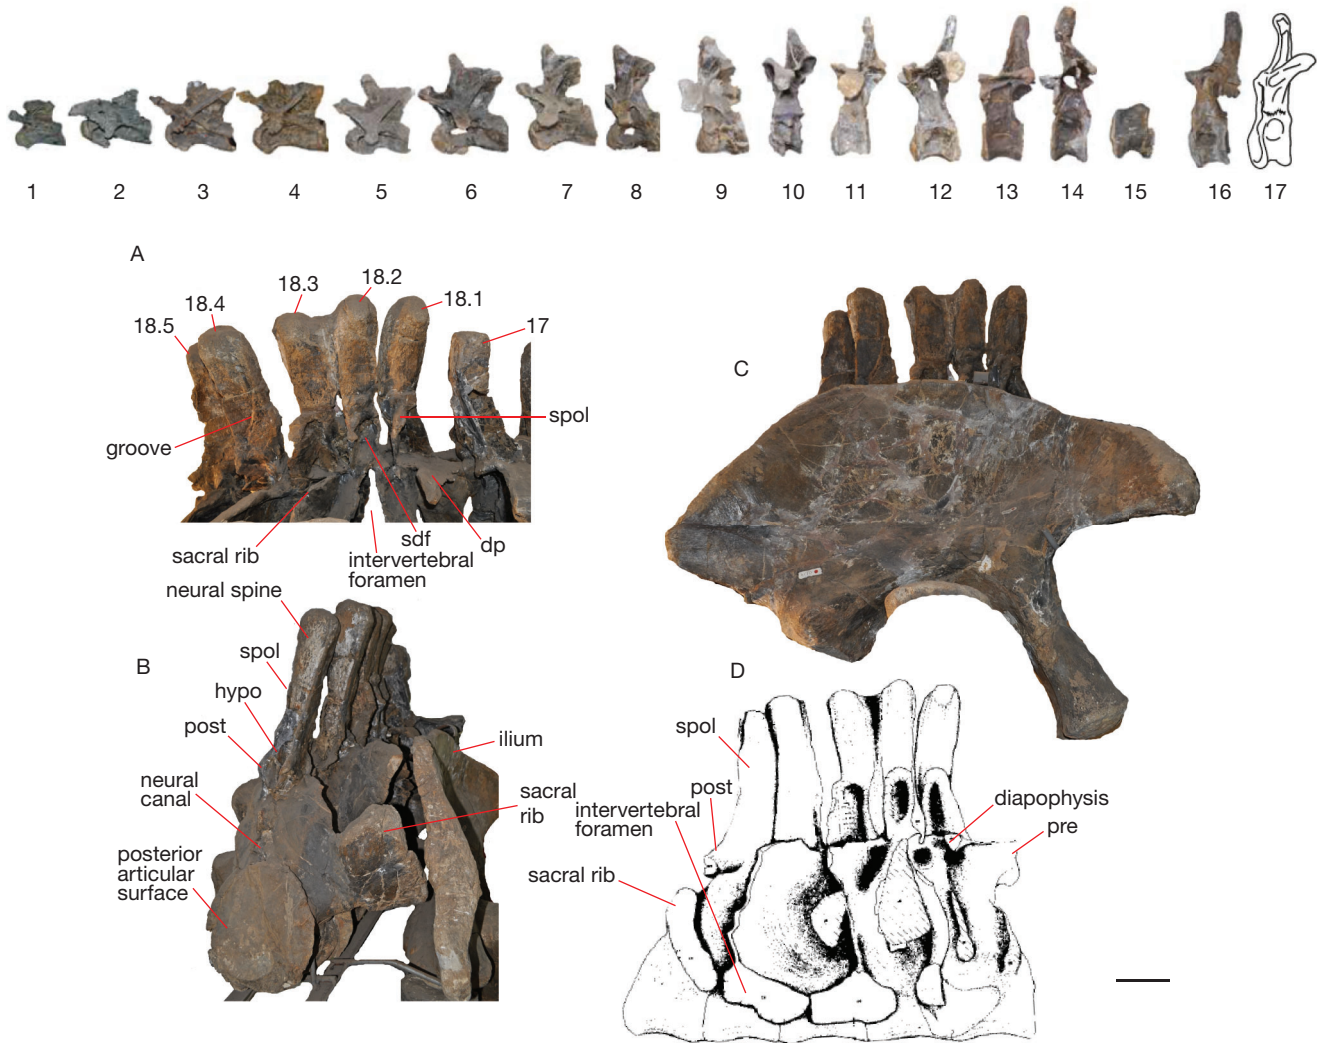 1 2 3 4 5 6 7 8 9 10 11 12 13 14 15 16 17
A
18.5
18.4
18.3
18.2
18.1
17
groove
spol
sacral rib
intervertebral
foramen
sdf
dp
B
neural spine
spol
hypo
post
neural
canal
posterior
articular
surface
ilium
sacral
rib
C
D
spol
post
intervertebral
foramen
sacral rib
diapophysis
pre